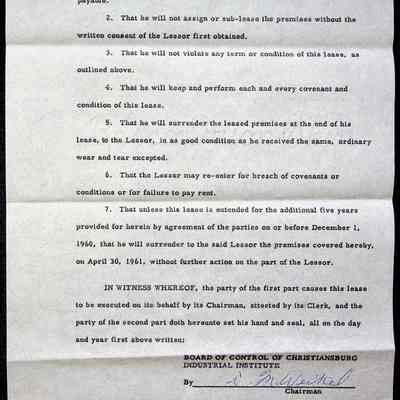 payable.
2. That he will not assign or sub-lease the premises without the
written consent of the Lessor first obtained.
3. That he will not violate any term or condition of this lease, as
outlined above.
4. That he will keep and perform each and every covenant and
condition of this lease.
5. That he will surrender the leased premises at the end of his
lease, to the Lessor, in as good condition as he received the same, ordinary
wear and tear excepted.
6. That the Lessor may re-enter for breach of covenants or
conditions or for failure to pay rent.
7. That unless this lease is extended for the additional five years
provided for herein by agreement of the parties on or before December 1,
1960, that he will surrender to the said Lessor the premises covered hereby,
on April 30, 1961, without further action on the part of the Lessor.
IN WITNESS WHEREOF, the party of the first part causes this lease
to be executed on its behalf by its Chairman, attested by its Clerk, and the
party of the second part doth hereunto set his hand and seal, all on the day
and year first above written:
BOARD OF CONTROL OF CHRISTIANSBURG
INDUSTRIAL INSTITUTE
By
Chairman